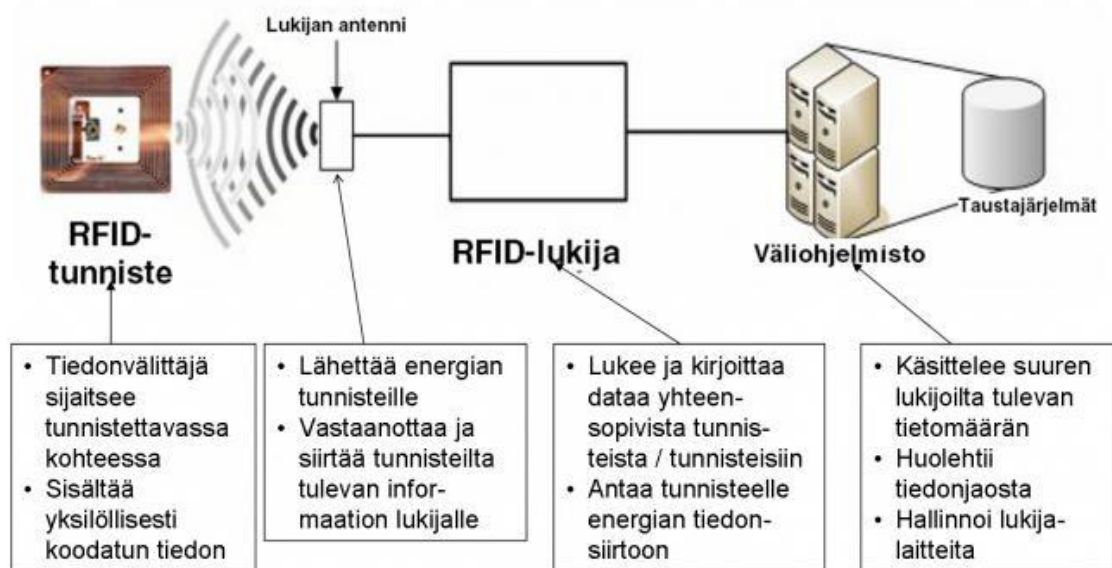 Lukijan antenni
RFID-
tunniste
RFID-lukija
Väliohjelmisto
Taustajärjelmät
• Tiedonvälittäjä
sijaitsee
tunnistettavassa
kohteessa
• Sisältää
yksilöllisesti
koodatun tiedon
• Lähettää energian
tunnisteille
• Vastaanottaa ja
siirtää tunnisteilta
tulevan infor-
maation lukijalle
• Lukee ja kirjoittaa
dataa yhteen-
sopivista tunnis-
teista / tunnisteisiin
• Antaa tunnisteelle
energian tiedon-
siirtoon
• Käsittelee suuren
lukijoilta tulevan
tietomäärän
• Huolehtii
tiedonjaosta
• Hallinnoi lukija-
laitteita